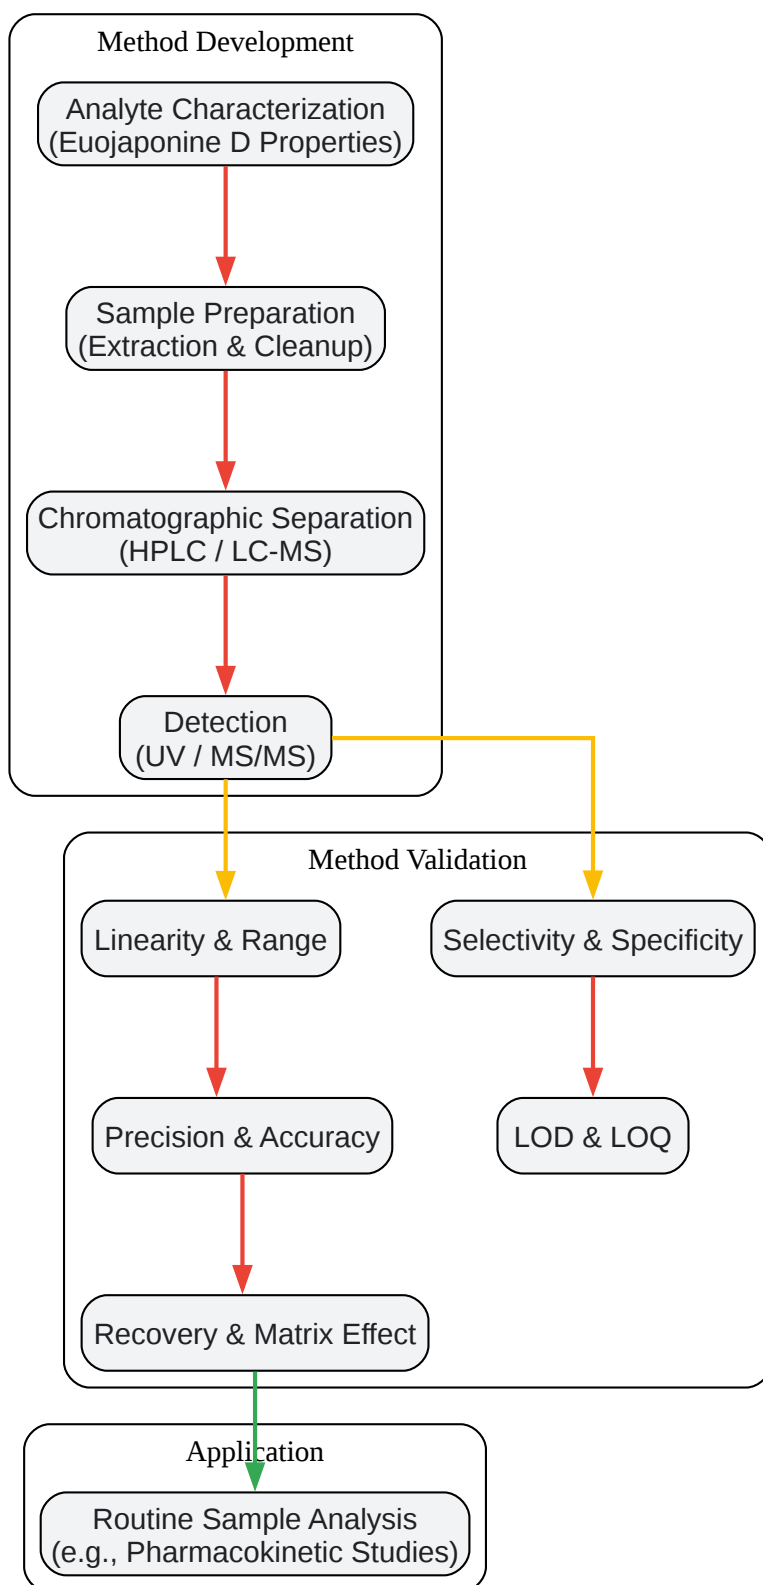 Method Development
Analyte Characterization
(Euojaponine D Properties)
Sample Preparation
(Extraction & Cleanup)
Chromatographic Separation
(HPLC / LC-MS)
Detection
(UV / MS/MS)
Method Validation
Linearity & Range
Selectivity & Specificity
Precision & Accuracy
LOD & LOQ
Recovery & Matrix Effect
Application
Routine Sample Analysis
(e.g., Pharmacokinetic Studies)